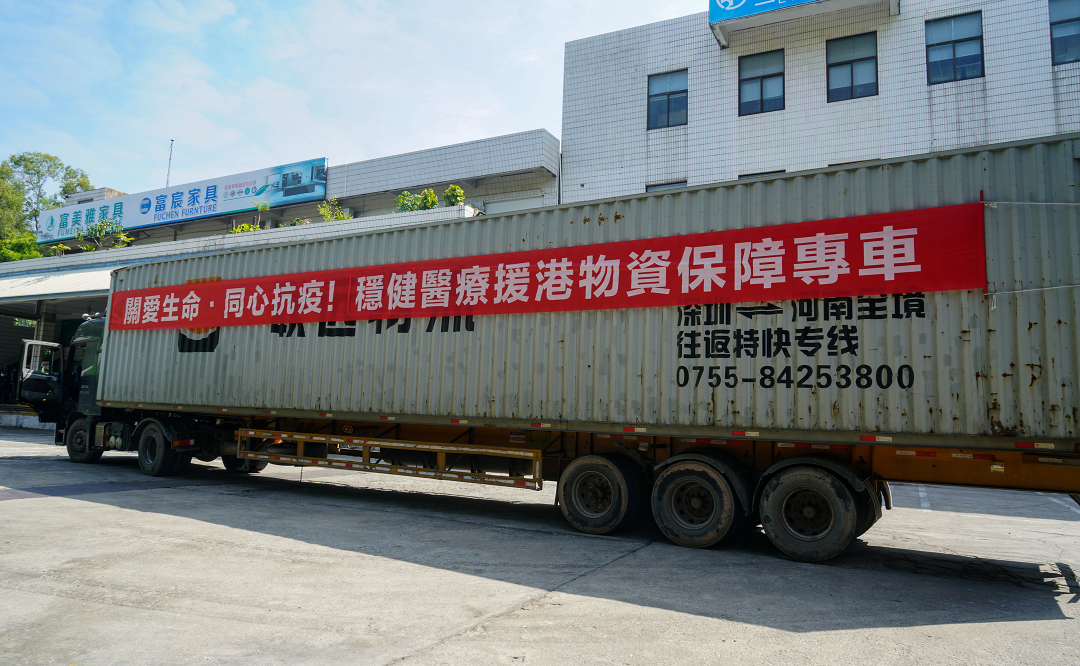 富美雅家具
富宸家具
FUCHEN FURNTURE
關愛生命·同心抗疫！穩健醫療援港物資保障專車
深圳⇌河南全境
往返特快专线
0755-84253800